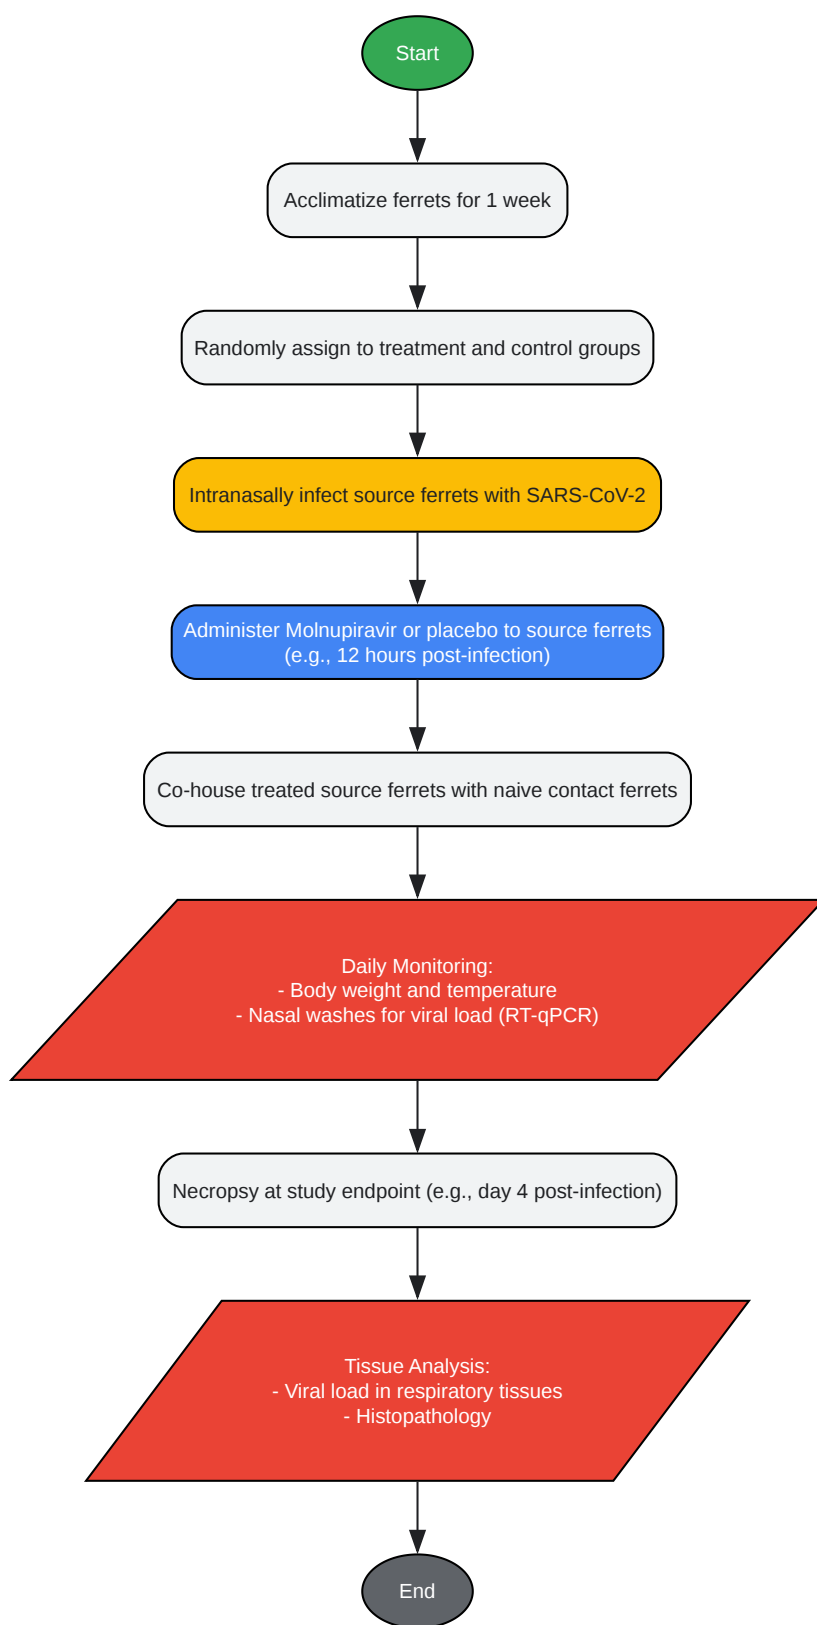 Start
Acclimatize ferrets for 1 week
Randomly assign to treatment and control groups
Intranasally infect source ferrets with SARS-CoV-2
Administer Molnupiravir or placebo to source ferrets
(e.g., 12 hours post-infection)
Co-house treated source ferrets with naive contact ferrets
Daily Monitoring:
- Body weight and temperature
- Nasal washes for viral load (RT-qPCR)
Necropsy at study endpoint (e.g., day 4 post-infection)
Tissue Analysis:
- Viral load in respiratory tissues
- Histopathology
End